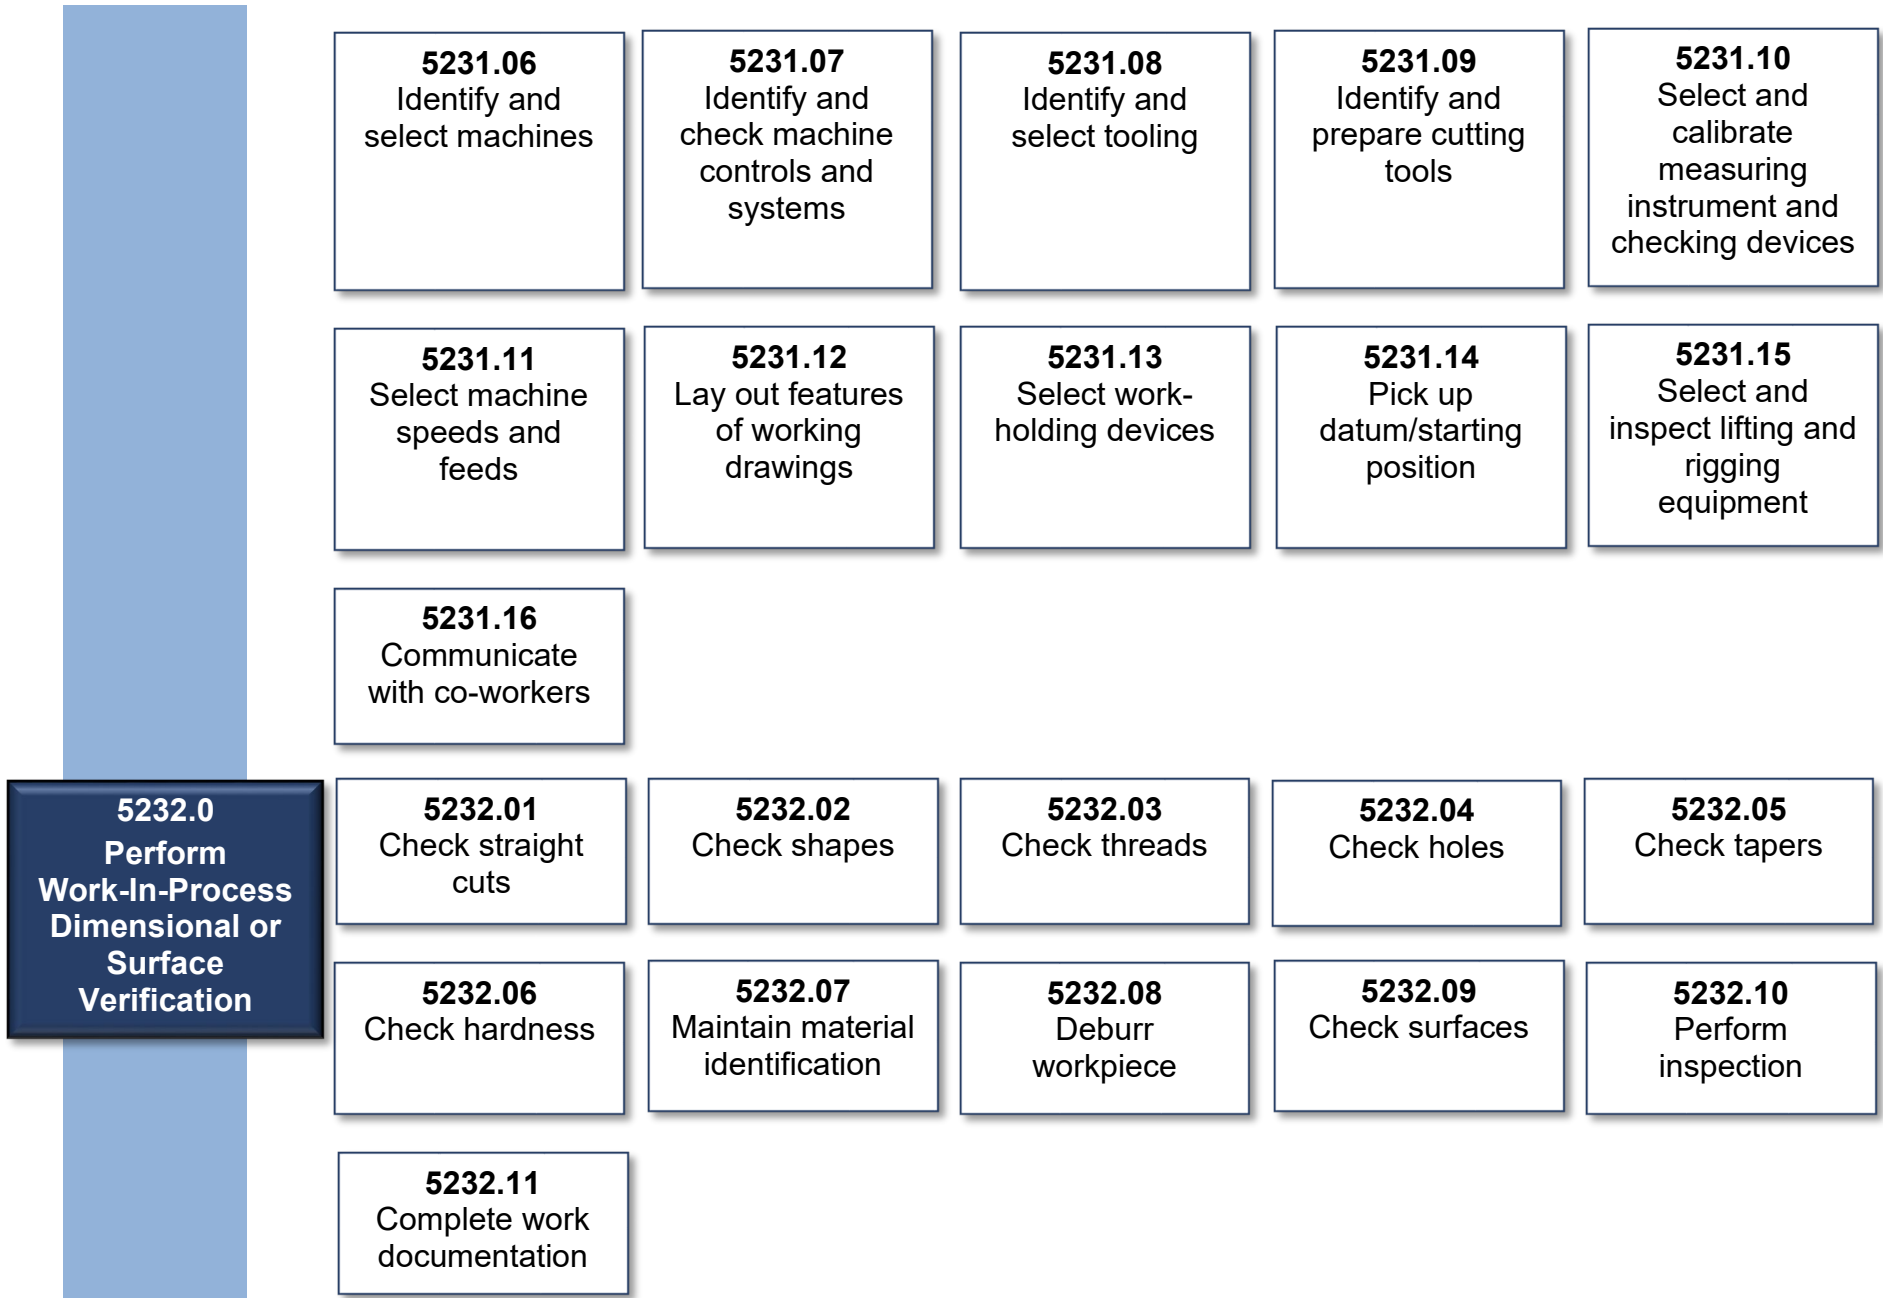 5231.06
Identify and
select machines
5231.07
Identify and
check machine
controls and
systems
5231.08
Identify and
select tooling
5231.09
Identify and
prepare cutting
tools
5231.10
Select and
calibrate
measuring
instrument and
checking devices
5231.11
Select machine
speeds and
feeds
5231.12
Lay out features
of working
drawings
5231.13
Select work-
holding devices
5231.14
Pick up
datum/starting
position
5231.15
Select and
inspect lifting and
rigging
equipment
5231.16
Communicate
with co-workers
5232.0
Perform
Work-In-Process
Dimensional or
Surface
Verification
5232.01
Check straight
cuts
5232.02
Check shapes
5232.03
Check threads
5232.04
Check holes
5232.05
Check tapers
5232.06
Check hardness
5232.07
Maintain material
identification
5232.08
Deburr
workpiece
5232.09
Check surfaces
5232.10
Perform
inspection
5232.11
Complete work
documentation